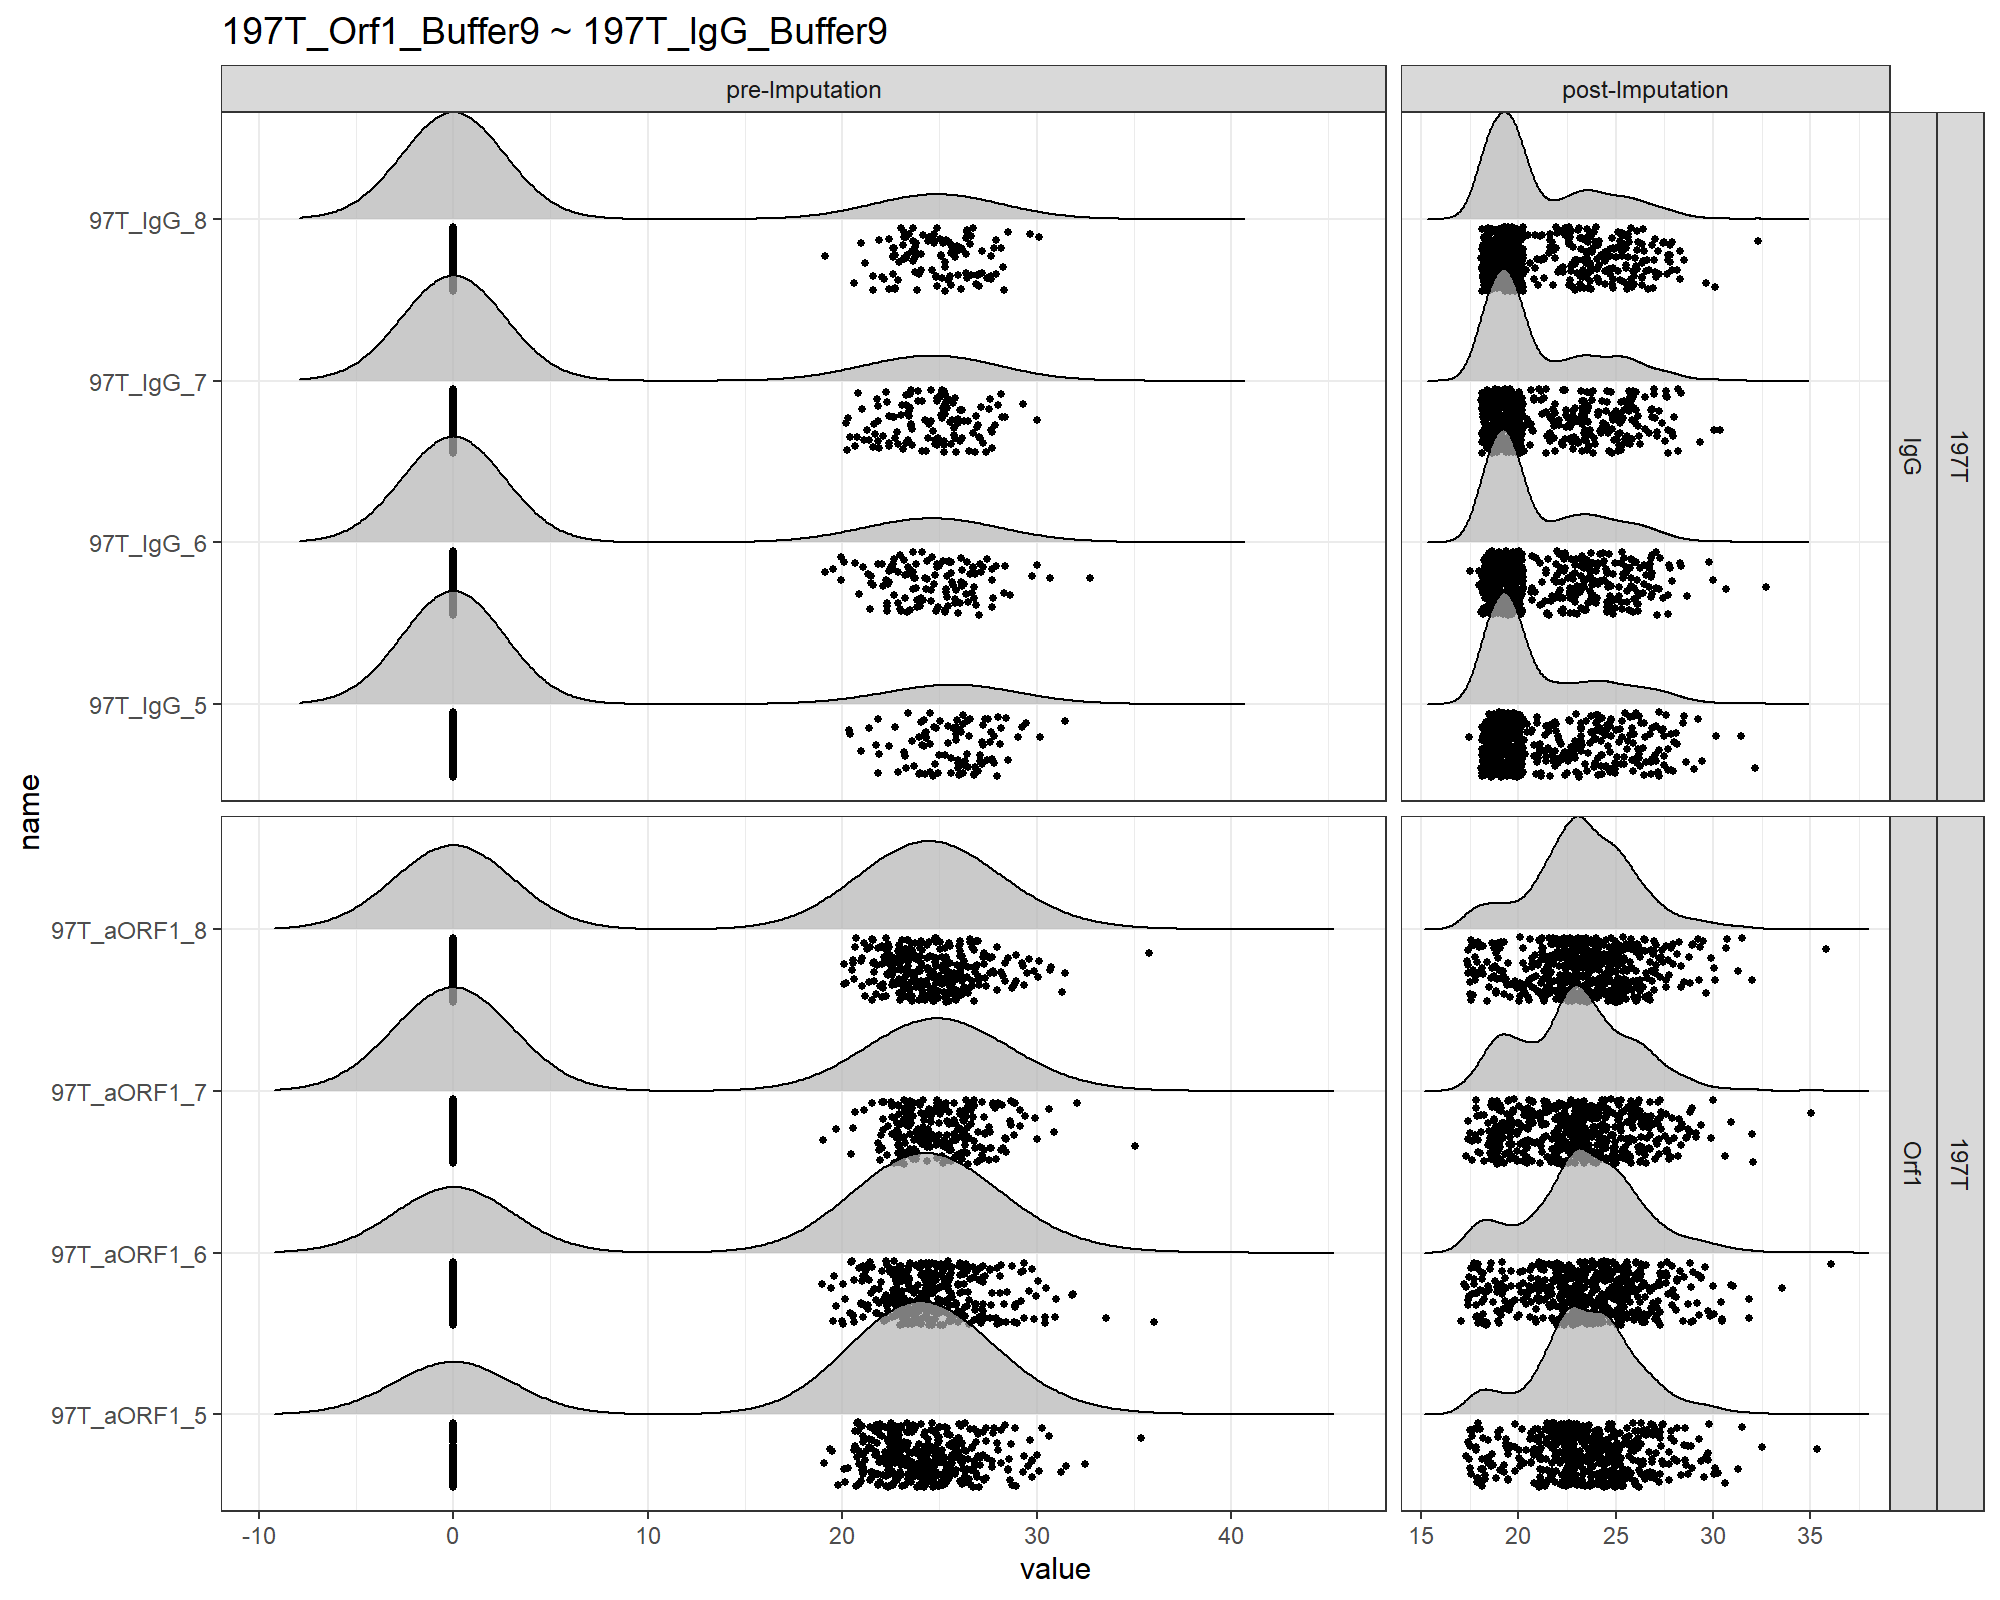 197T_Orf1_Buffer9 ~ 197T_IgG_Buffer9
pre-Imputation
post-Imputation
97T_IgG_8
97T_IgG_7
97T_IgG_6
97T_IgG_5
IgG
197T
name
97T_aORF1_8
97T_aORF1_7
97T_aORF1_6
97T_aORF1_5
Orf1
197T
-10 0 10 20 30 40
15 20 25 30 35
value